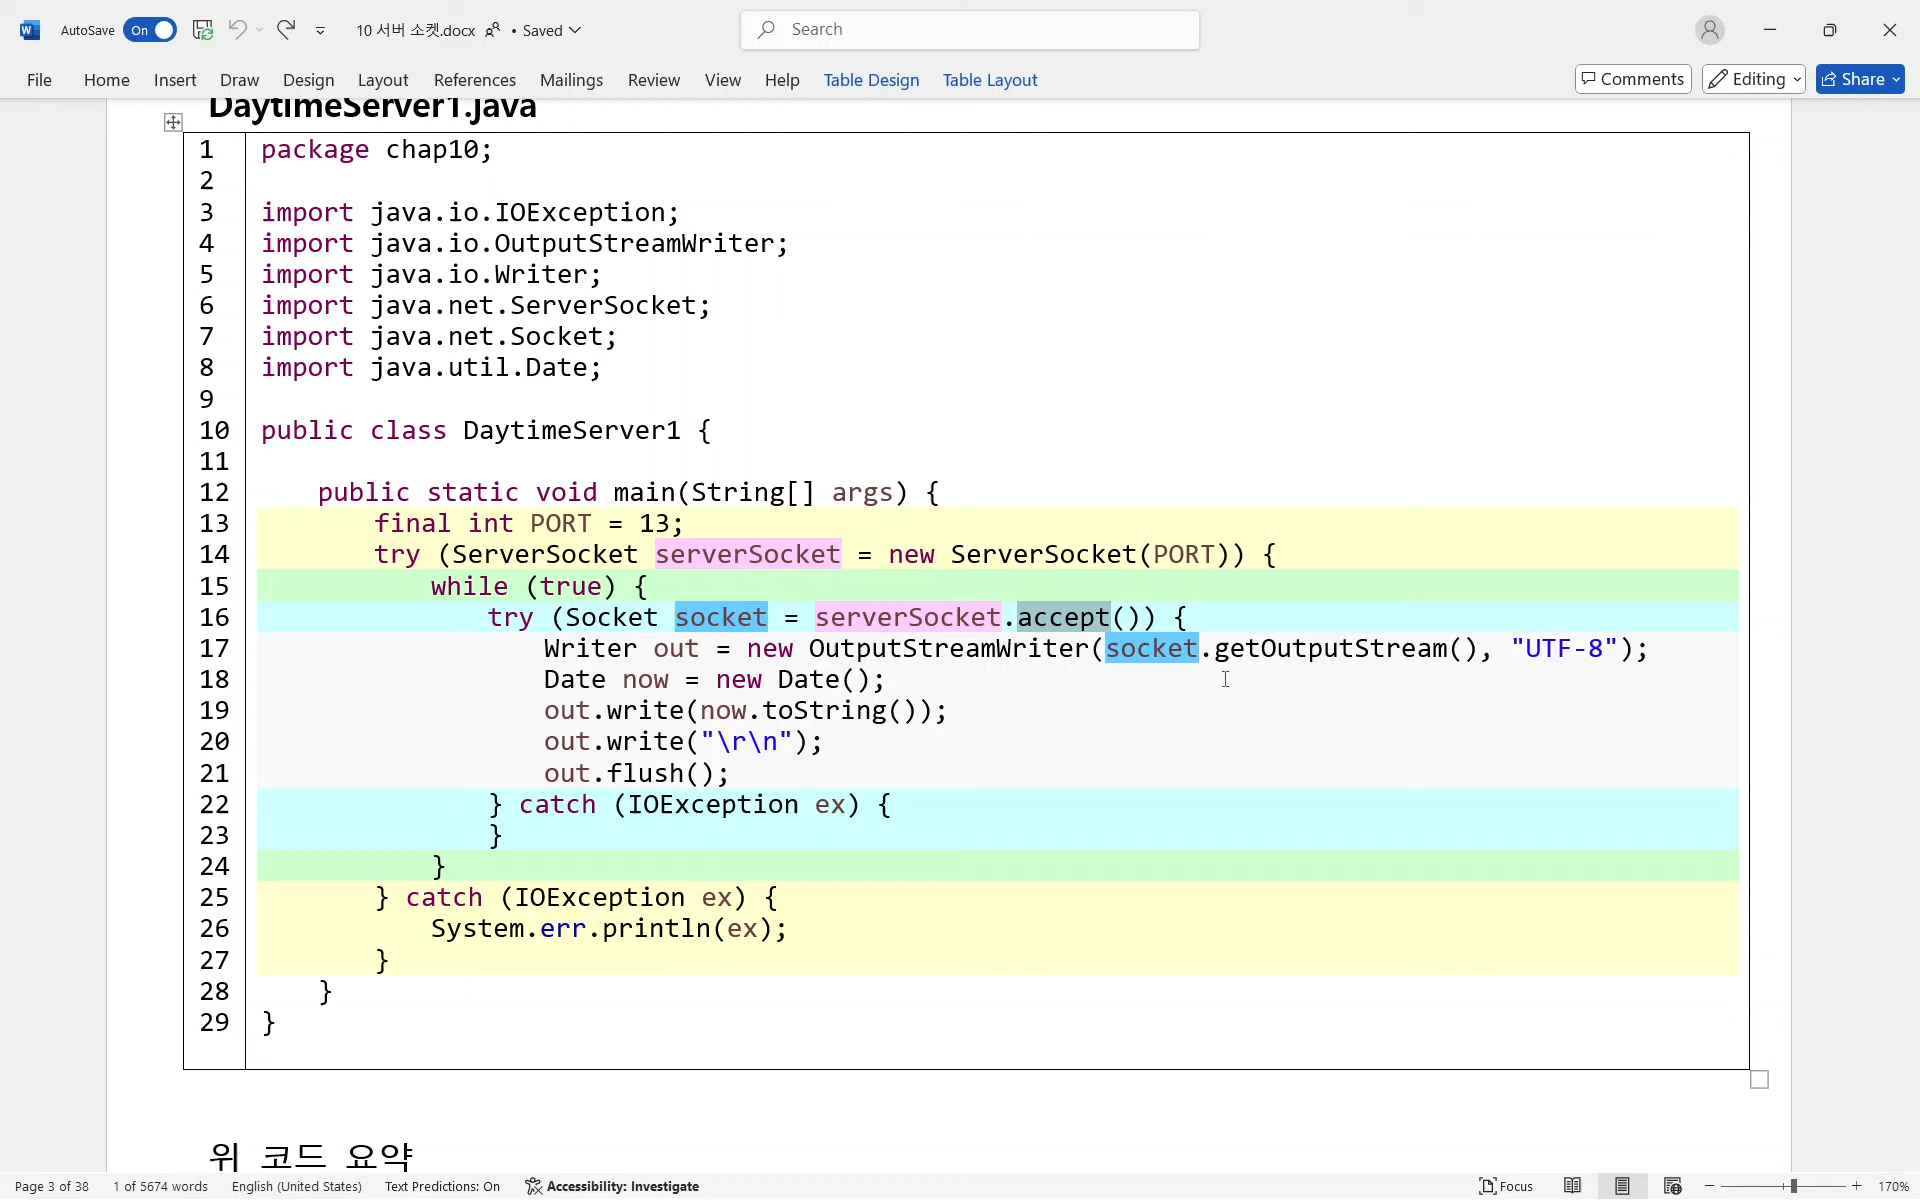 AutoSave On 10 서버 소켓.docx • Saved Search
File Home Insert Draw Design Layout References Mailings Review View Help Table Design Table Layout Comments Editing Share
DaytimeServer1.java
1 package chap10;
2
3 import java.io.IOException;
4 import java.io.OutputStreamWriter;
5 import java.io.Writer;
6 import java.net.ServerSocket;
7 import java.net.Socket;
8 import java.util.Date;
9
10 public class DaytimeServer1 {
11
12 public static void main(String[] args) {
13 final int PORT = 13;
14 try (ServerSocket serverSocket = new ServerSocket(PORT)) {
15 while (true) {
16 try (Socket socket = serverSocket.accept()) {
17 Writer out = new OutputStreamWriter(socket.getOutputStream(), "UTF-8");
18 Date now = new Date();
19 out.write(now.toString());
20 out.write("\r\n");
21 out.flush();
22 } catch (IOException ex) {
23 }
24 }
25 } catch (IOException ex) {
26 System.err.println(ex);
27 }
28 }
29 }
위 코드 요약
Page 3 of 38 1 of 5674 words English (United States) Text Predictions: On Accessibility: Investigate Focus 170%